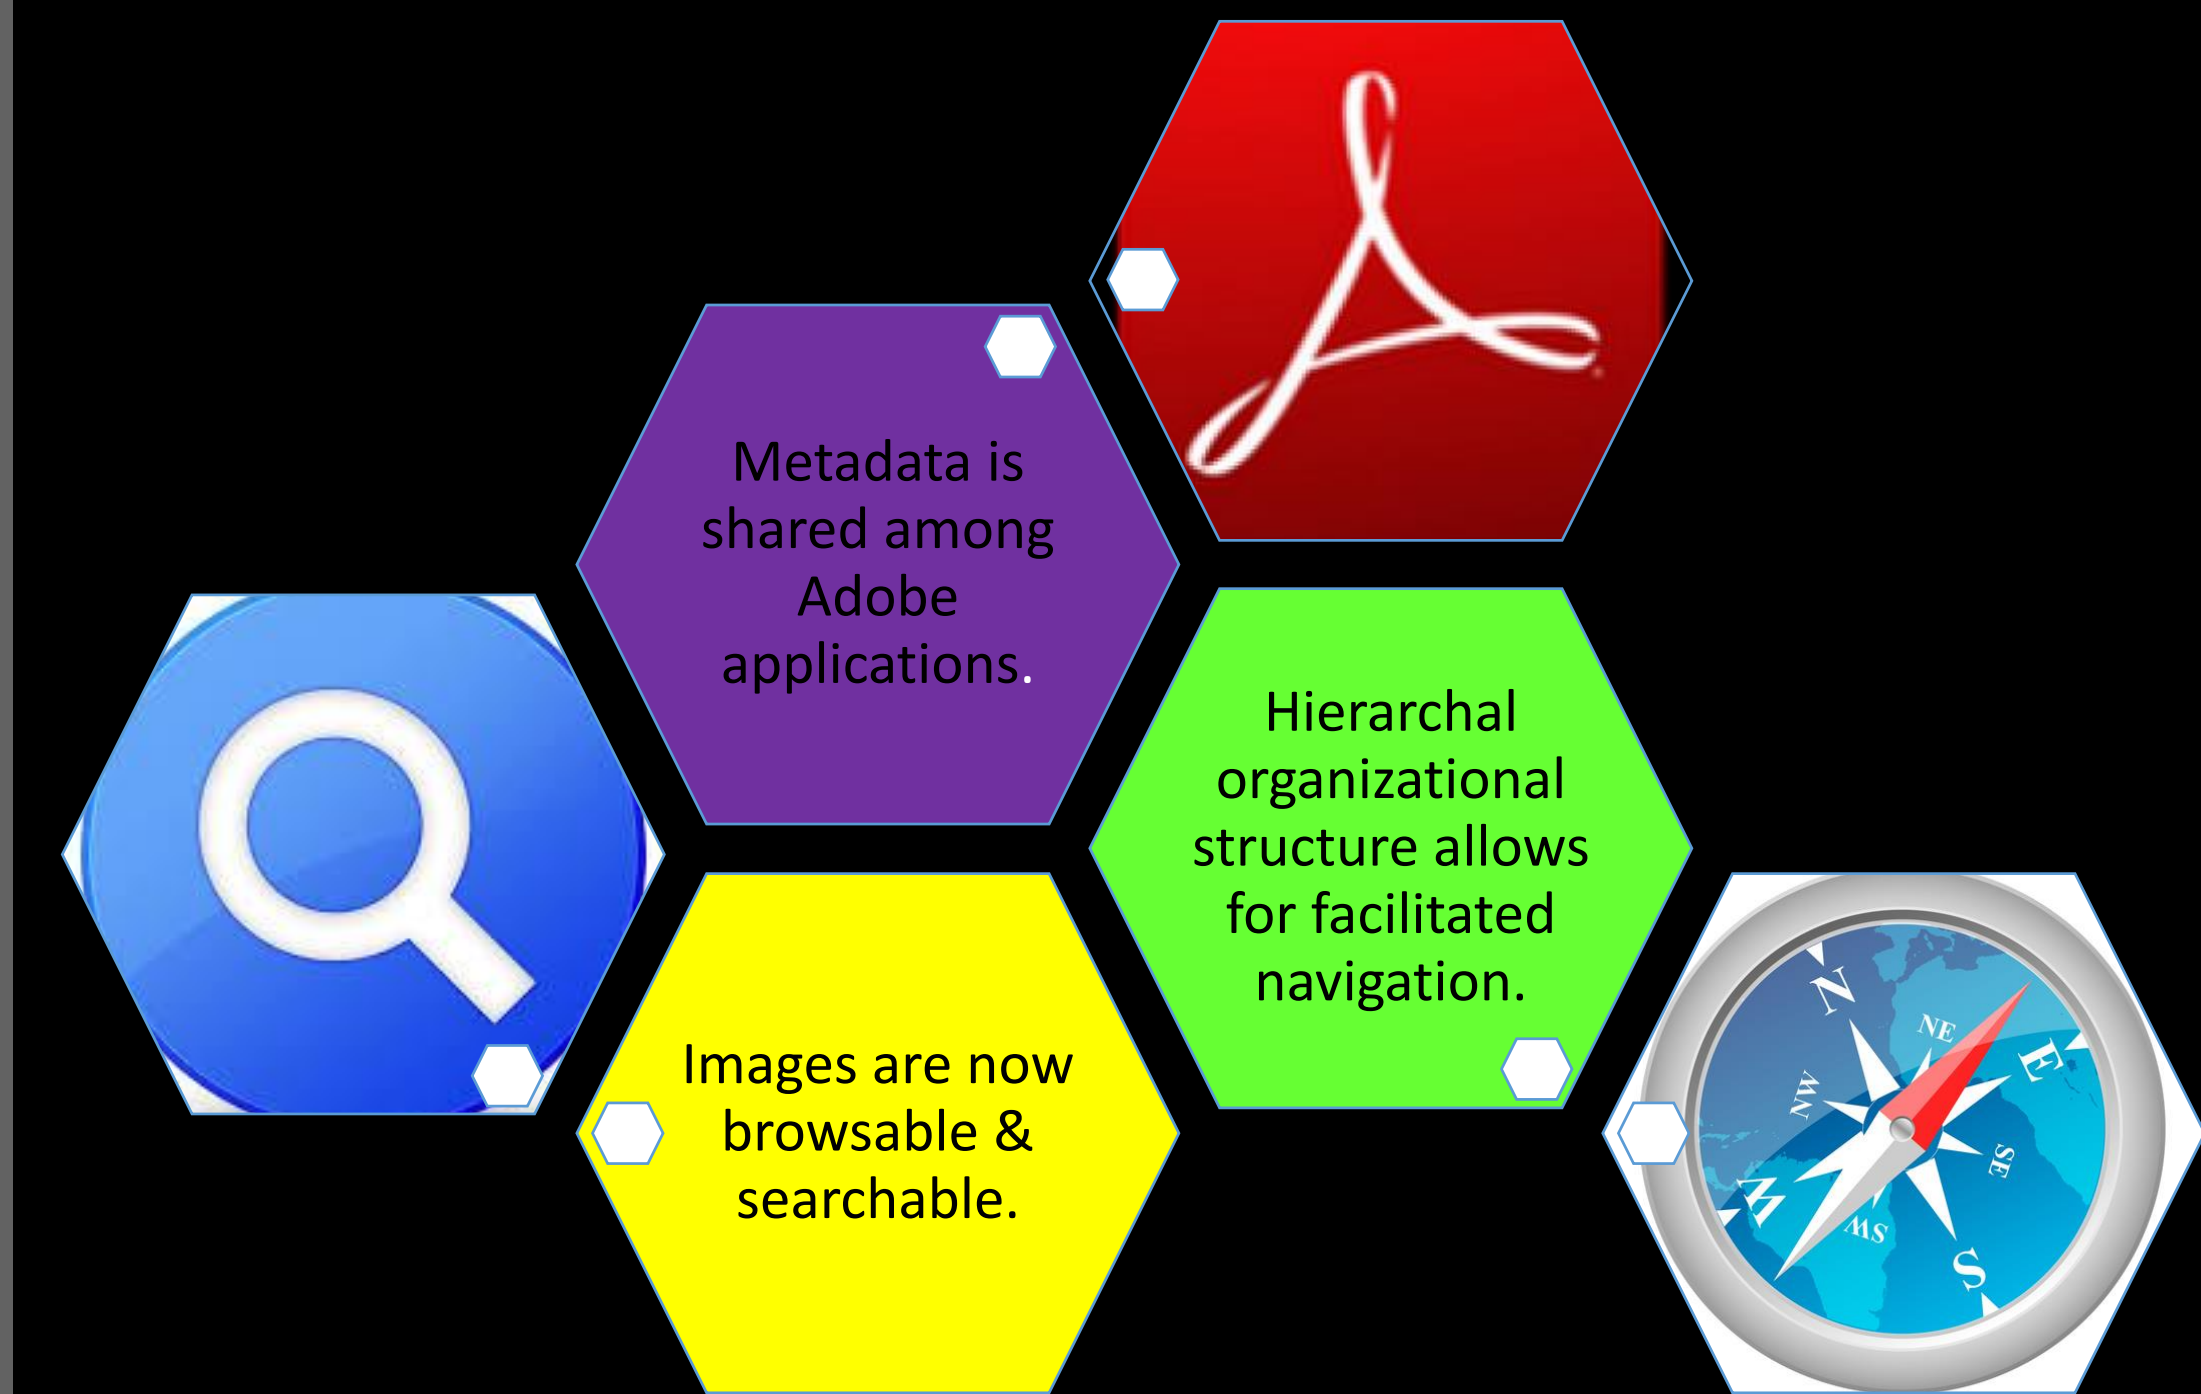 Metadata is
shared among
Adobe
applications.
Hierarchal
organizational
structure allows
for facilitated
navigation.
Images are now
browsable &
searchable.
N
NE
E
SE
S
SW
W
NW
®